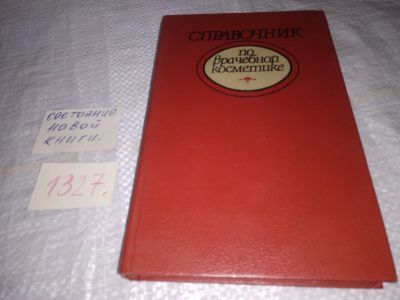 СПРАВОЧНИК
по
врачебной
косметике
состояние
новой
книги.
1327.